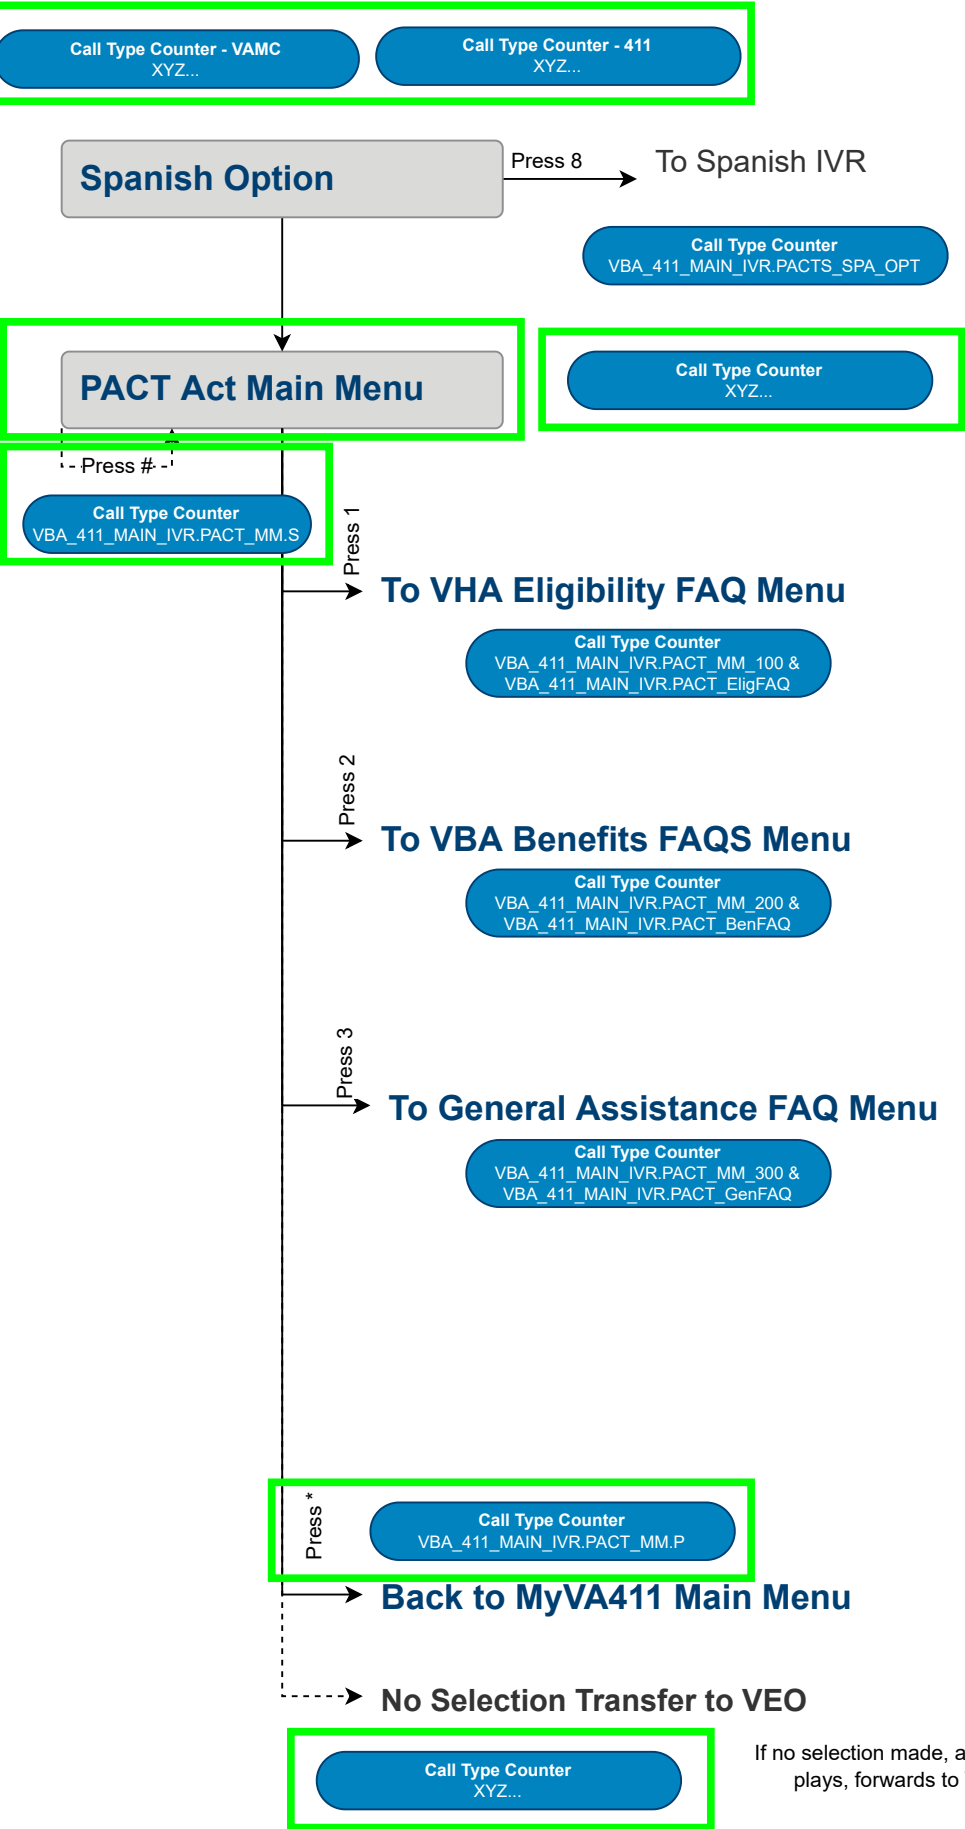 Call Type Counter - VAMC
XYZ...
Call Type Counter - 411
XYZ...
Spanish Option
Press 8
To Spanish IVR
Call Type Counter
VBA_411_MAIN_IVR.PACTS_SPA_OPT
PACT Act Main Menu
Call Type Counter
XYZ...
Press #
Call Type Counter
VBA_411_MAIN_IVR.PACT_MM.S
Press 1
To VHA Eligibility FAQ Menu
Call Type Counter
VBA_411_MAIN_IVR.PACT_MM_100 &
VBA_411_MAIN_IVR.PACT_EligFAQ
Press 2
To VBA Benefits FAQS Menu
Call Type Counter
VBA_411_MAIN_IVR.PACT_MM_200 &
VBA_411_MAIN_IVR.PACT_BenFAQ
Press 3
To General Assistance FAQ Menu
Call Type Counter
VBA_411_MAIN_IVR.PACT_MM_300 &
VBA_411_MAIN_IVR.PACT_GenFAQ
Press *
Call Type Counter
VBA_411_MAIN_IVR.PACT_MM.P
Back to MyVA411 Main Menu
No Selection Transfer to VEO
Call Type Counter
XYZ...
If no selection made, a
plays, forwards to